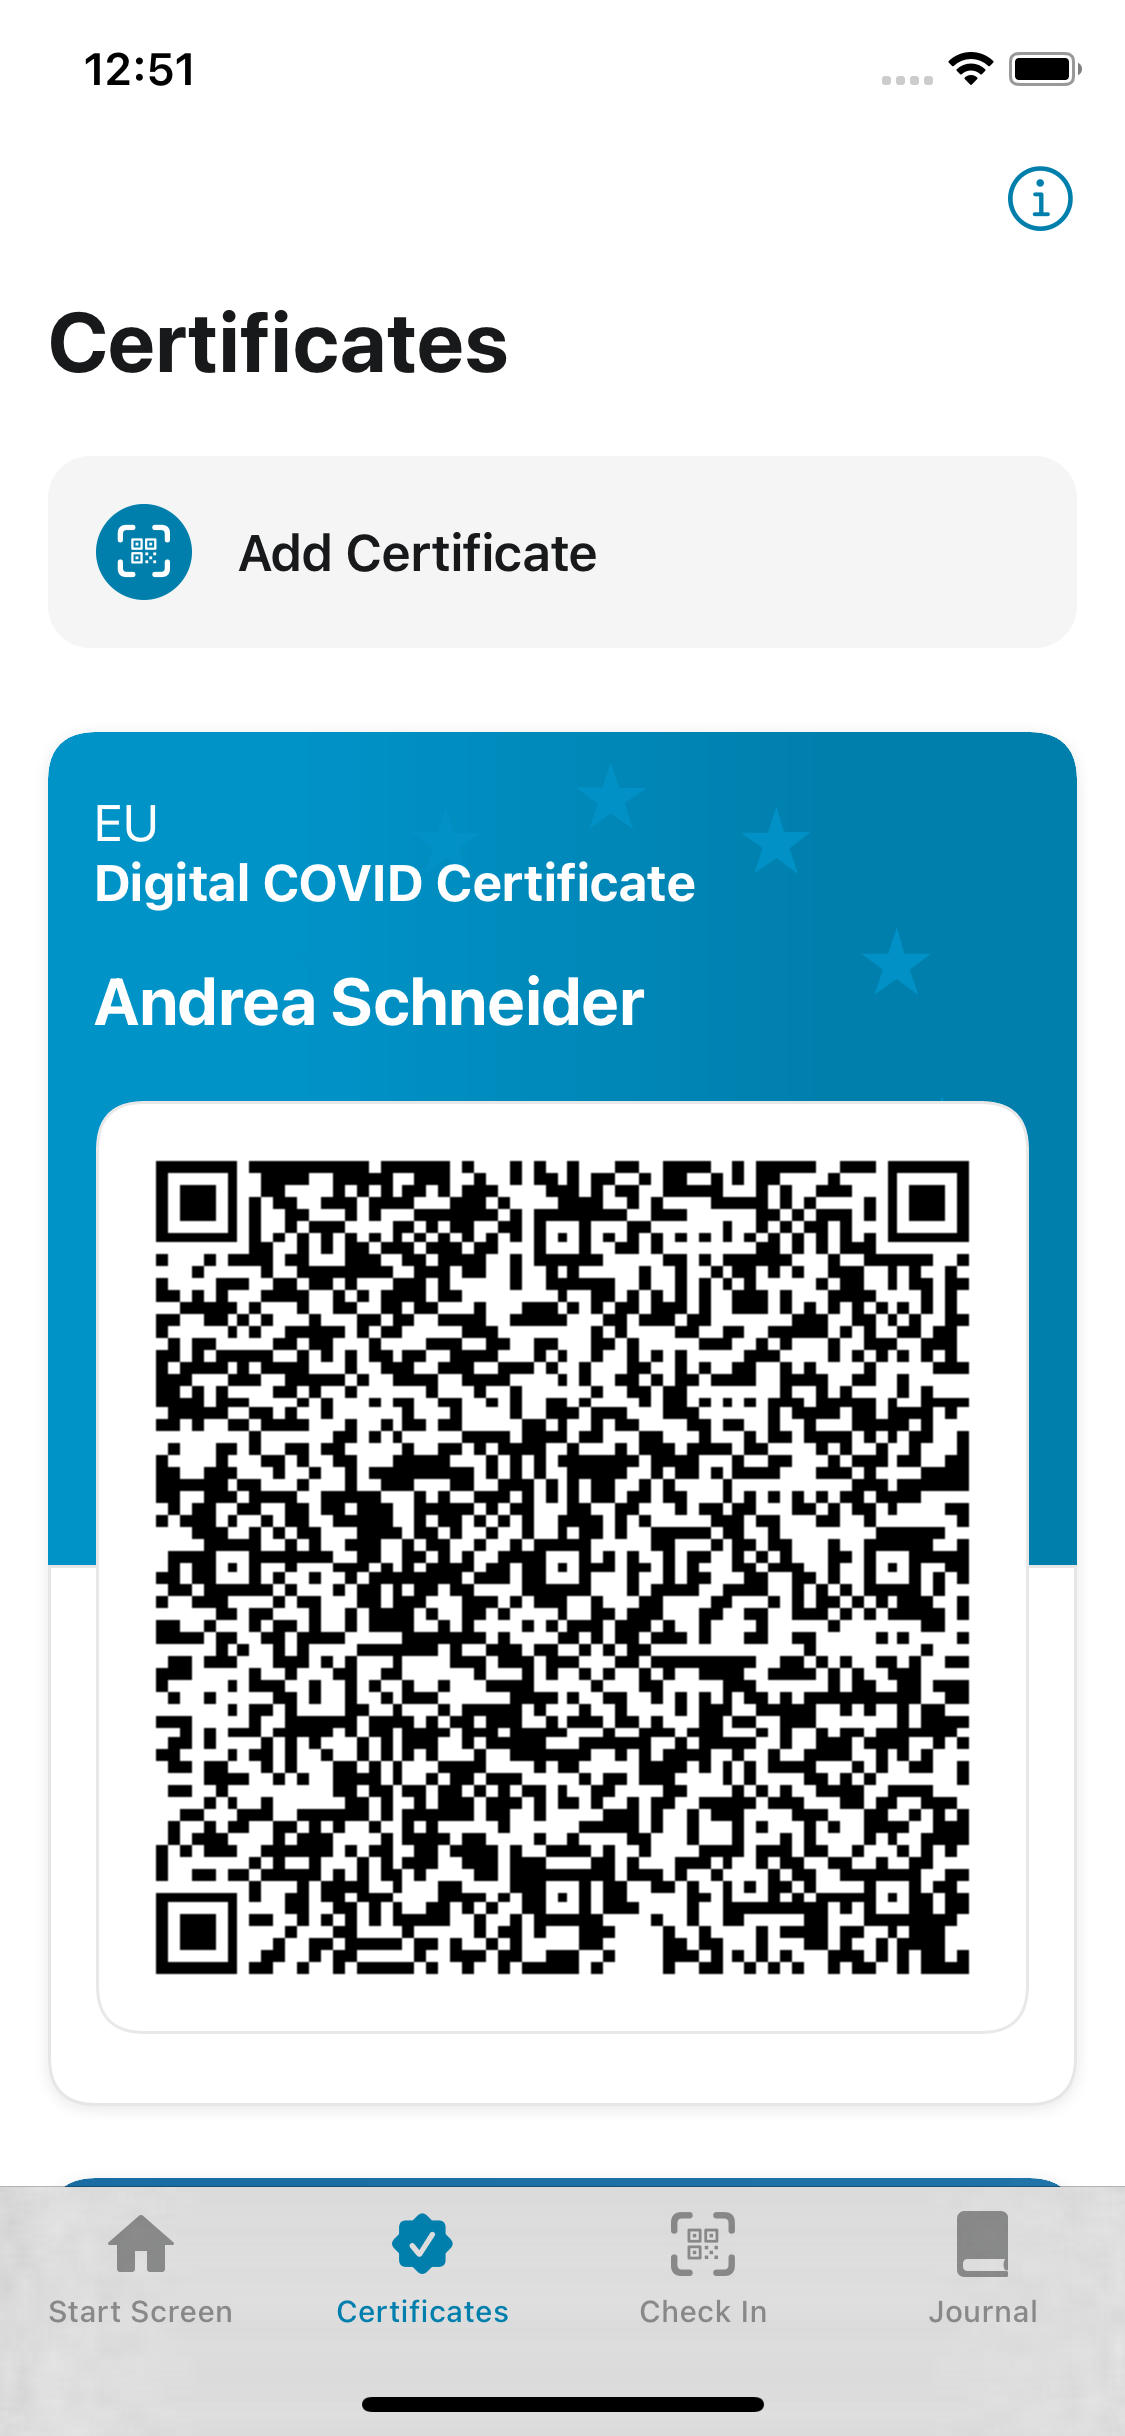 12:51
Certificates
Add Certificate
EU
Digital COVID Certificate
Andrea Schneider
Start Screen
Certificates
Check In
Journal